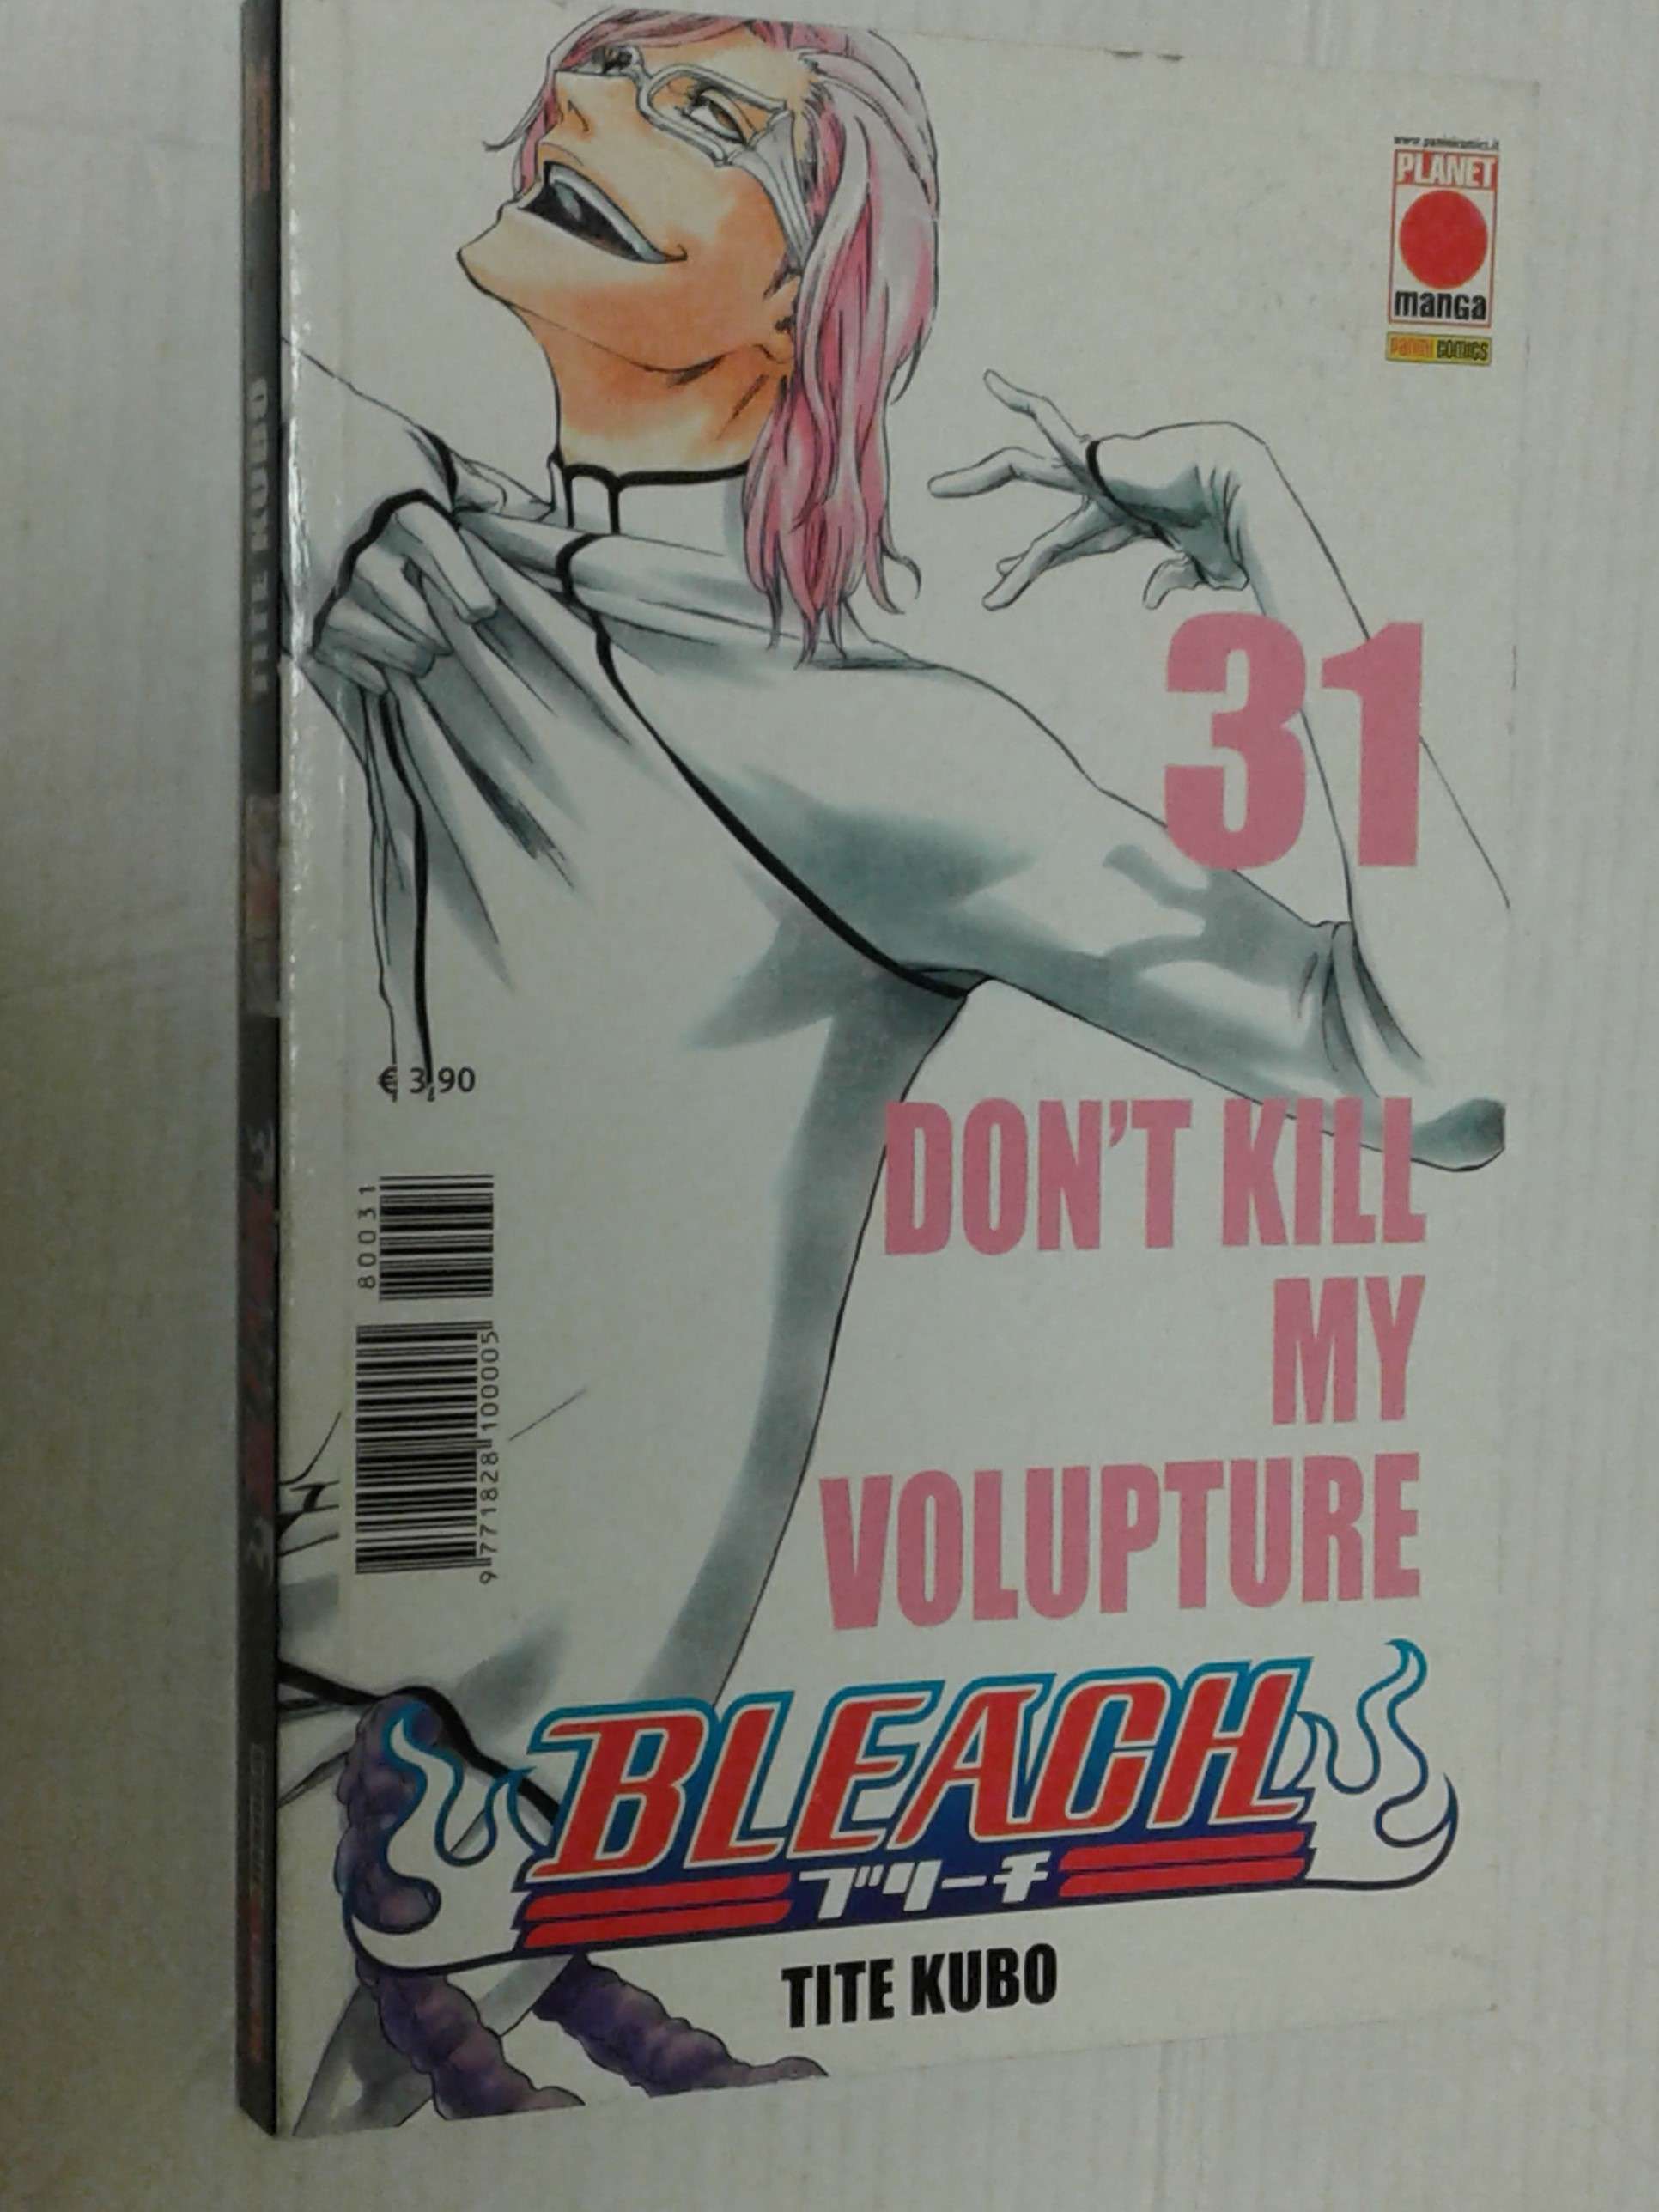 www.paninicomics.it
PLANET
manga
PANINI COMICS
31
€ 3,90
DON'T KILL
MY
VOLUPTURE
80031
9 771828 100005
BLEACH
ブリーチ
TITE KUBO
TITE KUBO